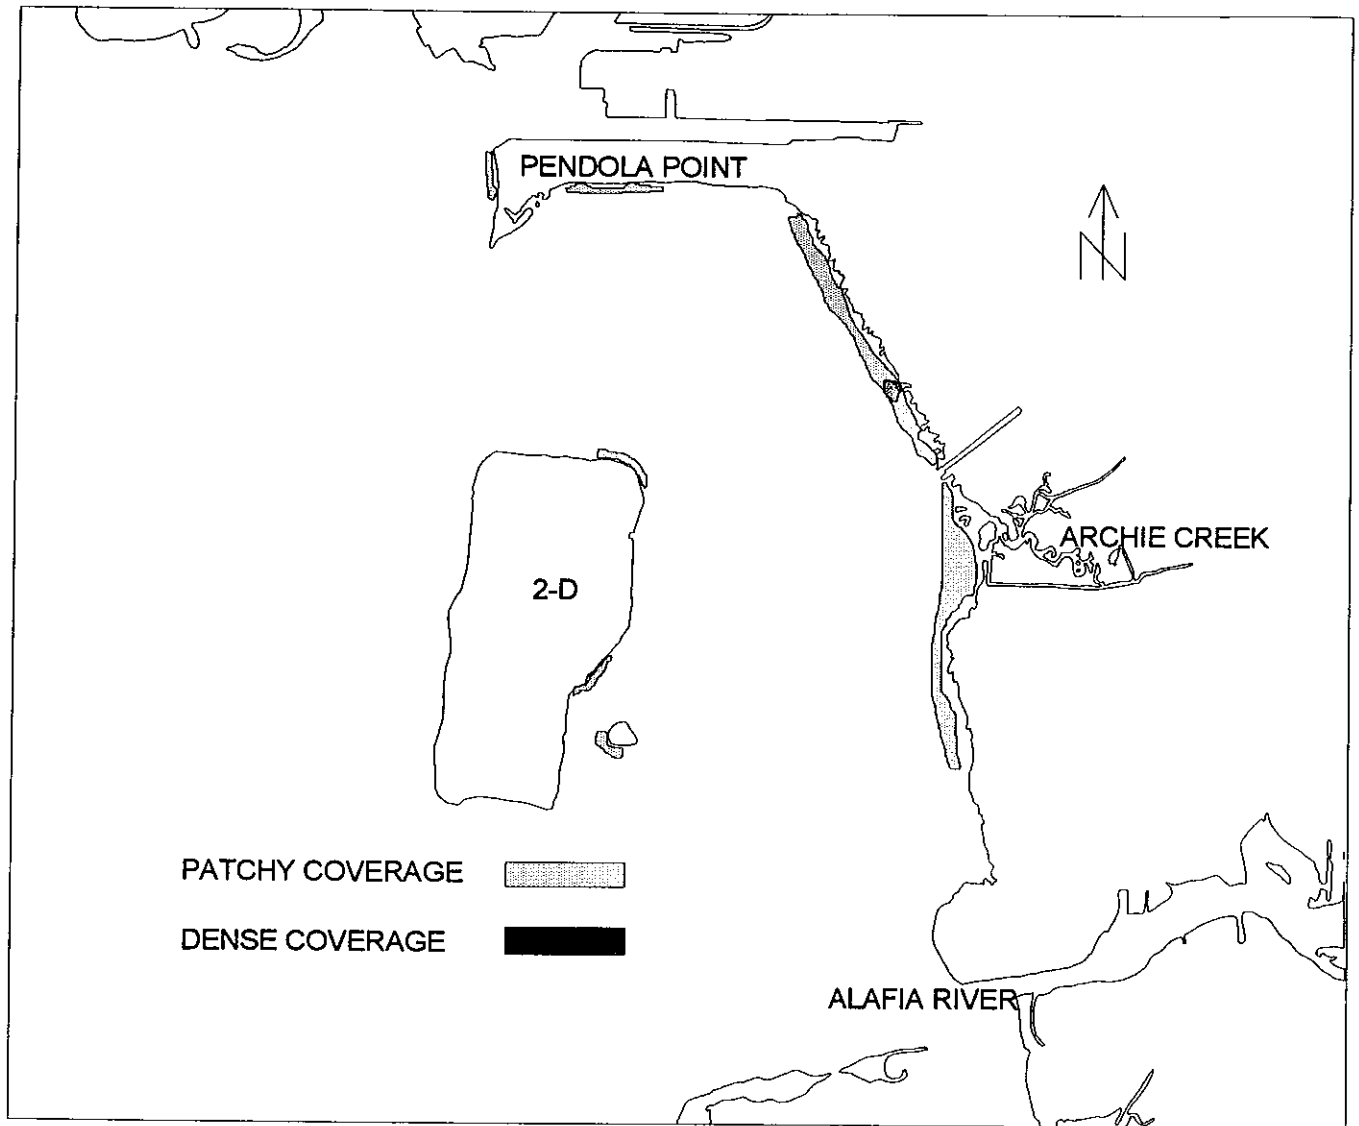 PENDOLA POINT
N
ARCHIE CREEK
2-D
PATCHY COVERAGE
DENSE COVERAGE
ALAFIA RIVER